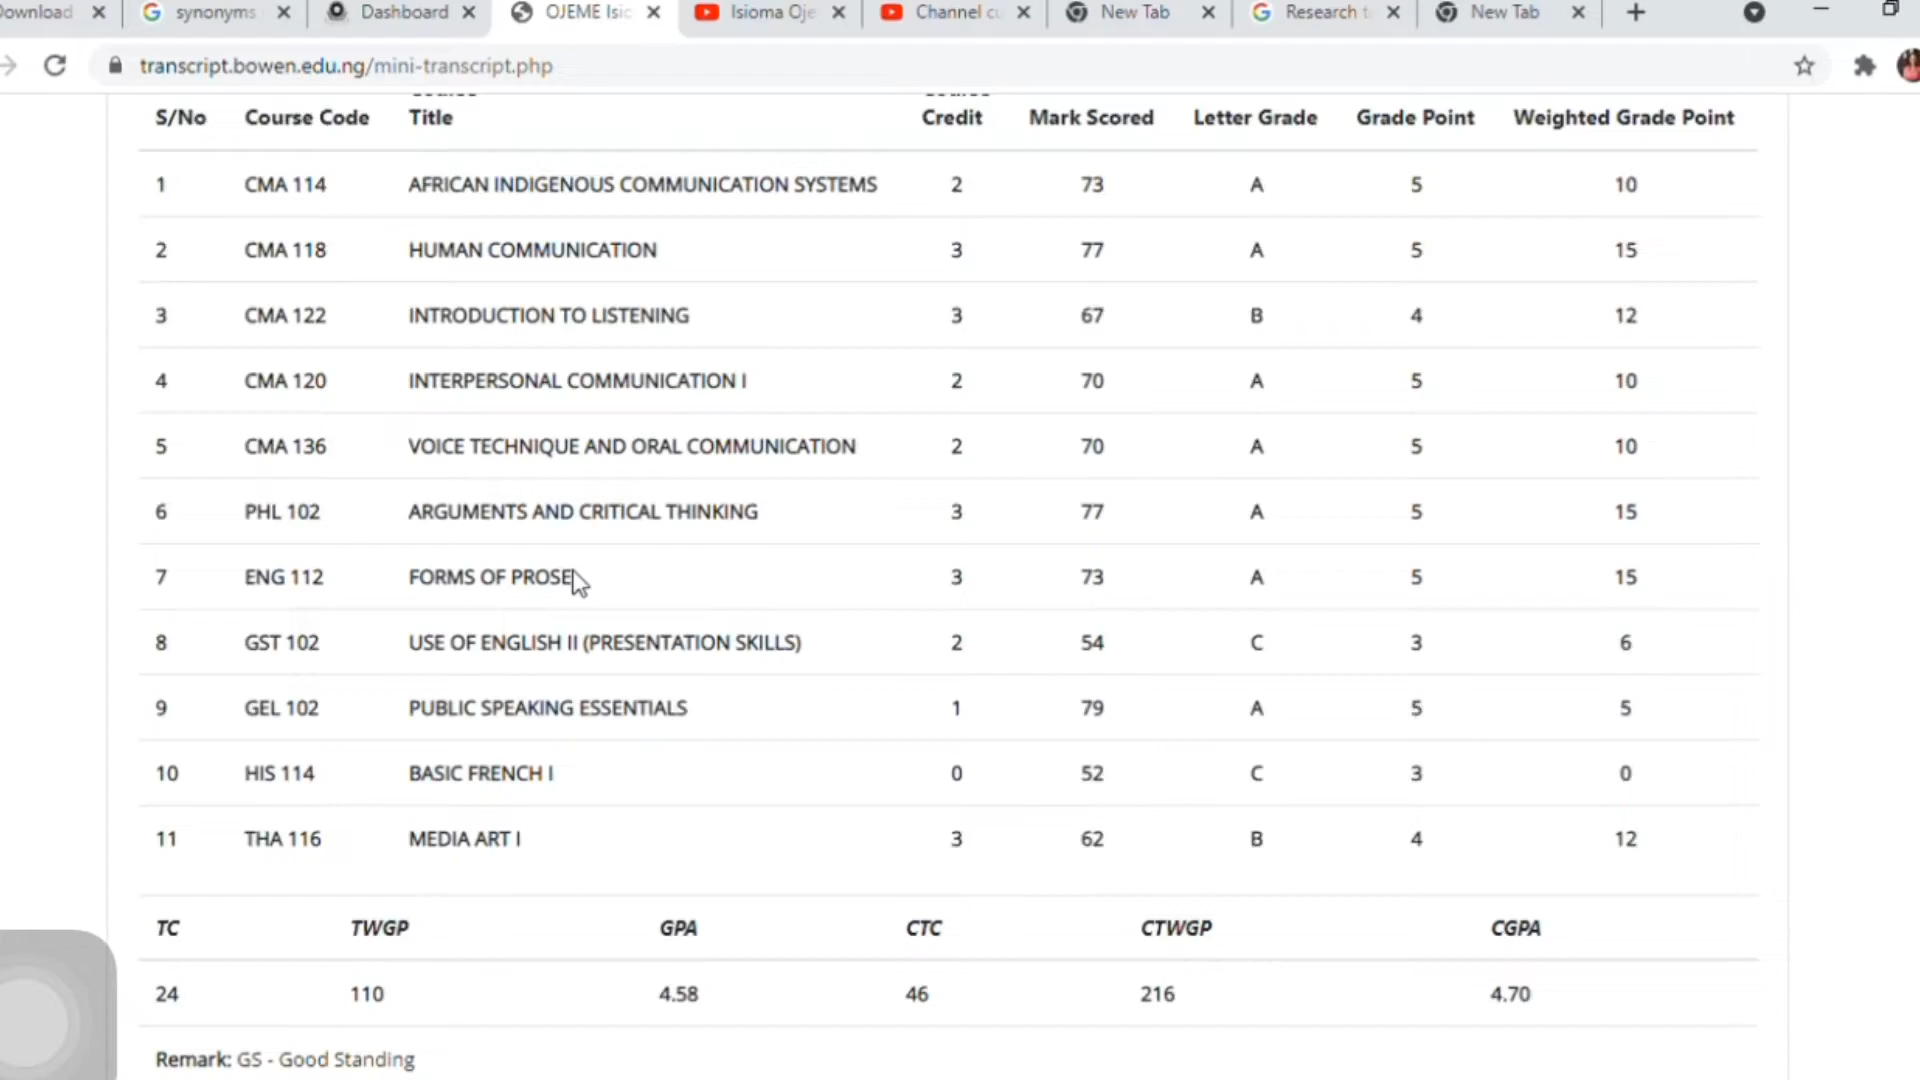 Download synonyms Dashboard OJEME Isio Isioma Oje Channel cu New Tab Research t New Tab
transcript.bowen.edu.ng/mini-transcript.php
S/No Course Code Title Credit Mark Scored Letter Grade Grade Point Weighted Grade Point
1 CMA 114 AFRICAN INDIGENOUS COMMUNICATION SYSTEMS 2 73 A 5 10
2 CMA 118 HUMAN COMMUNICATION 3 77 A 5 15
3 CMA 122 INTRODUCTION TO LISTENING 3 67 B 4 12
4 CMA 120 INTERPERSONAL COMMUNICATION I 2 70 A 5 10
5 CMA 136 VOICE TECHNIQUE AND ORAL COMMUNICATION 2 70 A 5 10
6 PHL 102 ARGUMENTS AND CRITICAL THINKING 3 77 A 5 15
7 ENG 112 FORMS OF PROSE 3 73 A 5 15
8 GST 102 USE OF ENGLISH II (PRESENTATION SKILLS) 2 54 C 3 6
9 GEL 102 PUBLIC SPEAKING ESSENTIALS 1 79 A 5 5
10 HIS 114 BASIC FRENCH I 0 52 C 3 0
11 THA 116 MEDIA ART I 3 62 B 4 12
TC TWGP GPA CTC CTWGP CGPA
24 110 4.58 46 216 4.70
Remark: GS - Good Standing